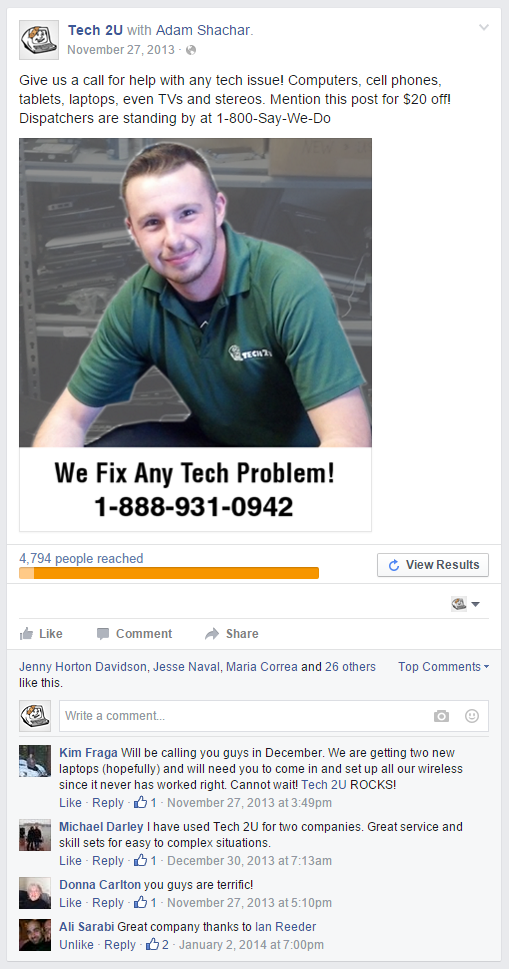 Tech 2U with Adam Shachar.
November 27, 2013 ·
Give us a call for help with any tech issue! Computers, cell phones,
tablets, laptops, even TVs and stereos. Mention this post for $20 off!
Dispatchers are standing by at 1-800-Say-We-Do
TECH 2U
We Fix Any Tech Problem!
1-888-931-0942
4,794 people reached
View Results
Like Comment Share
Jenny Horton Davidson, Jesse Naval, Maria Correa and 26 others Top Comments
like this.
Write a comment...
Kim Fraga Will be calling you guys in December. We are getting two new
laptops (hopefully) and will need you to come in and set up all our wireless
since it never has worked right. Cannot wait! Tech 2U ROCKS!
Like · Reply · 1 · November 27, 2013 at 3:49pm
Michael Darley I have used Tech 2U for two companies. Great service and
skill sets for easy to complex situations.
Like · Reply · 1 · December 30, 2013 at 7:13am
Donna Carlton you guys are terrific!
Like · Reply · 1 · November 27, 2013 at 5:10pm
Ali Sarabi Great company thanks to Ian Reeder
Unlike · Reply · 2 · January 2, 2014 at 7:00pm